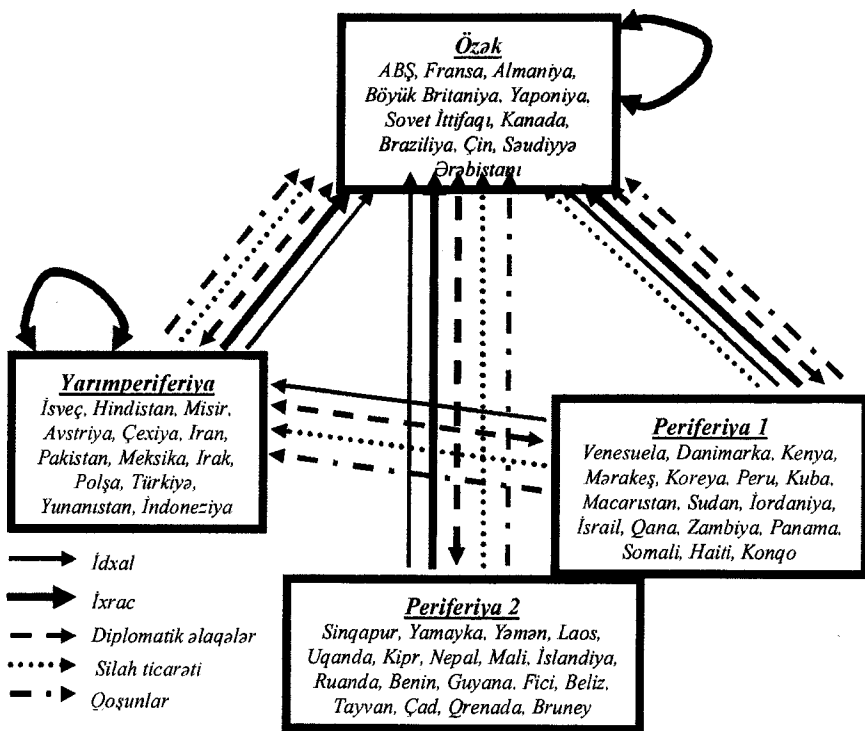 Özək
ABŞ, Fransa, Almaniya,
Böyük Britaniya, Yaponiya,
Sovet İttifaqı, Kanada,
Braziliya, Çin, Səudiyyə
Ərəbistanı
Yarımperiferiya
İsveç, Hindistan, Misir,
Avstriya, Çexiya, Iran,
Pakistan, Meksika, Irak,
Polşa, Türkiyə,
Yunanıstan, İndoneziya
Periferiya 1
Venesuela, Danimarka, Kenya,
Mərakeş, Koreya, Peru, Kuba,
Macarıstan, Sudan, İordaniya,
İsrail, Qana, Zambiya, Panama,
Somali, Haiti, Konqo
Periferiya 2
Sinqapur, Yamayka, Yəmən, Laos,
Uqanda, Kipr, Nepal, Mali, İslandiya,
Ruanda, Benin, Guyana, Fici, Beliz,
Tayvan, Çad, Qrenada, Bruney
İdxal
İxrac
Diplomatik əlaqələr
Silah ticarəti
Qoşunlar